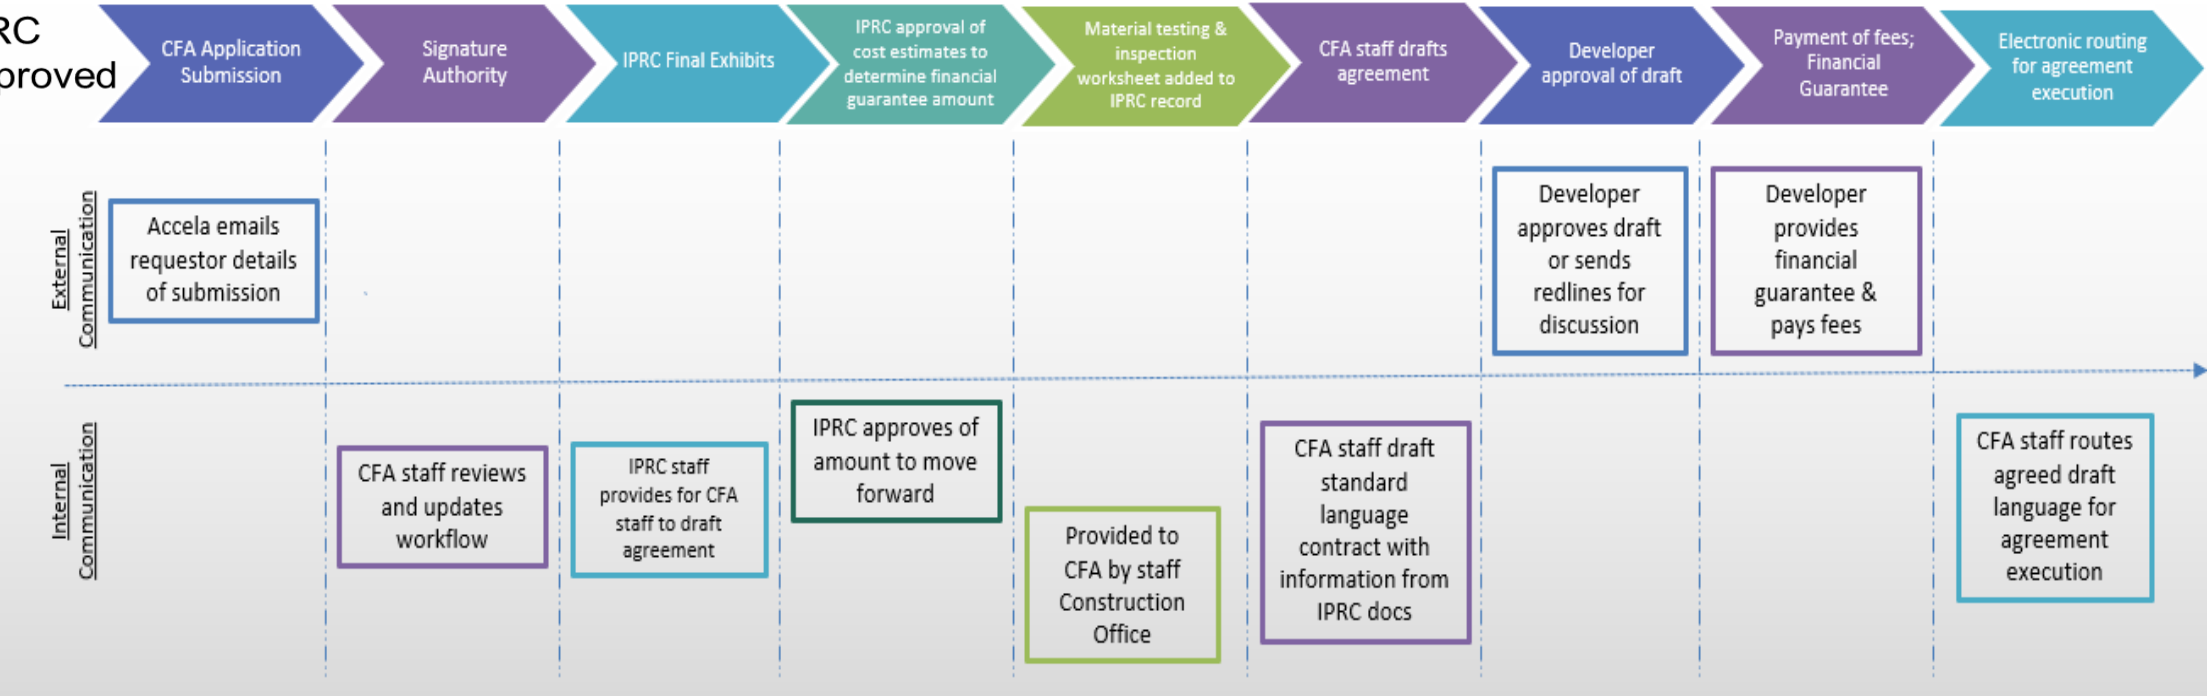 RC
proved
CFA Application
Submission
Signature
Authority
IPRC Final Exhibits
IPRC approval of
cost estimates to
determine financial
guarantee amount
Material testing &
inspection
worksheet added to
IPRC record
CFA staff drafts
agreement
Developer
approval of draft
Payment of fees;
Financial
Guarantee
Electronic routing
for agreement
execution
External
Communication
Accela emails
requestor details
of submission
Developer
approves draft
or sends
redlines for
discussion
Developer
provides
financial
guarantee &
pays fees
Internal
Communication
CFA staff reviews
and updates
workflow
IPRC staff
provides for CFA
staff to draft
agreement
IPRC approves of
amount to move
forward
Provided to
CFA by staff
Construction
Office
CFA staff draft
standard
language
contract with
information from
IPRC docs
CFA staff routes
agreed draft
language for
agreement
execution